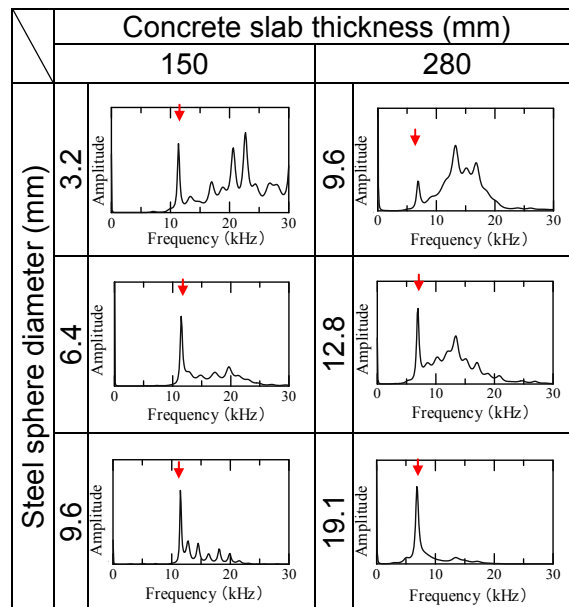 Concrete slab thickness (mm)
150 280
Steel sphere diameter (mm)
3.2
Amplitude
0 10 20 30
Frequency (kHz)
9.6
Amplitude
0 10 20 30
Frequency (kHz)
6.4
Amplitude
0 10 20 30
Frequency (kHz)
12.8
Amplitude
0 10 20 30
Frequency (kHz)
9.6
Amplitude
0 10 20 30
Frequency (kHz)
19.1
Amplitude
0 10 20 30
Frequency (kHz)